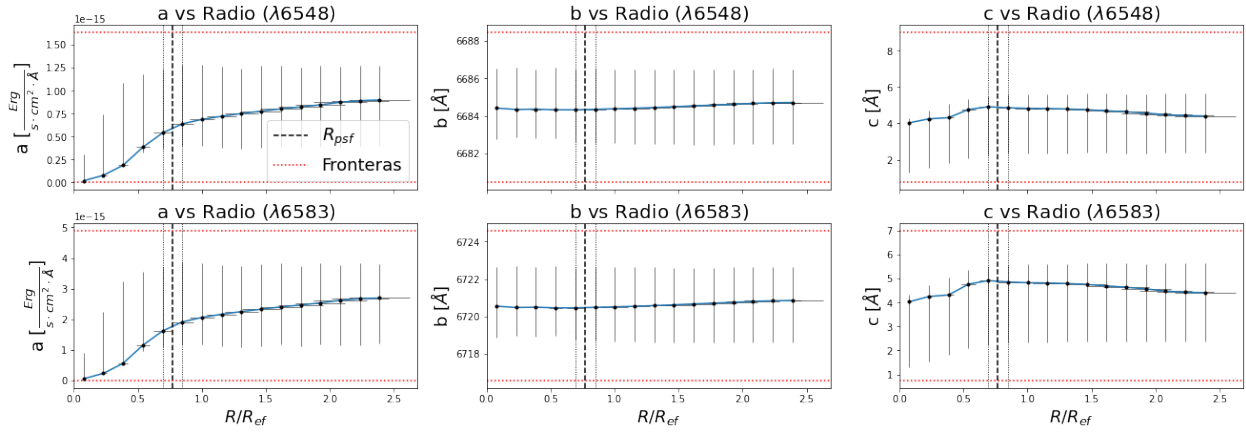 a vs Radio (λ6548)
b vs Radio (λ6548)
c vs Radio (λ6548)
1e−15
a [Erg / s · cm² · Å]
1.50
1.25
1.00
0.75
0.50
0.25
0.00
R_psf
Fronteras
b [Å]
6688
6686
6684
6682
c [Å]
8
6
4
2
a vs Radio (λ6583)
b vs Radio (λ6583)
c vs Radio (λ6583)
1e−15
a [Erg / s · cm² · Å]
5
4
3
2
1
0
b [Å]
6724
6722
6720
6718
c [Å]
7
6
5
4
3
2
1
0.0 0.5 1.0 1.5 2.0 2.5
0.0 0.5 1.0 1.5 2.0 2.5
0.0 0.5 1.0 1.5 2.0 2.5
R/R_ef
R/R_ef
R/R_ef